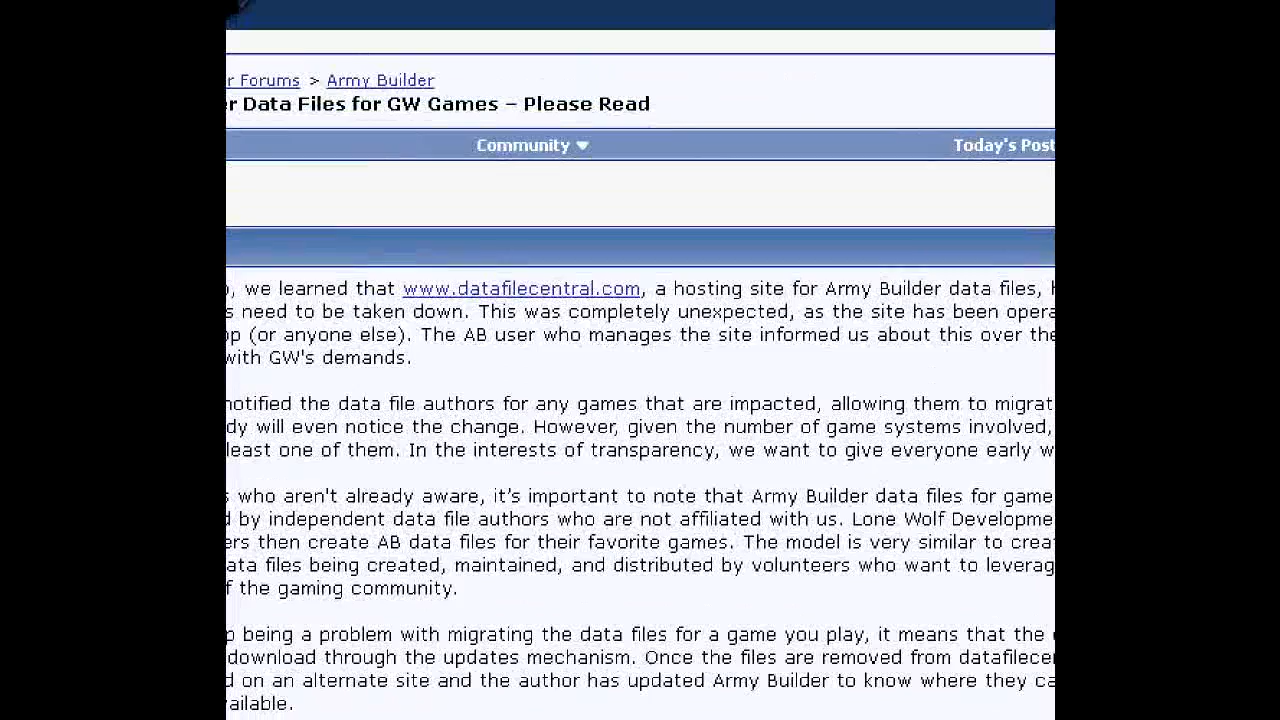 r Forums > Army Builder
er Data Files for GW Games – Please Read
Community
Today's Post
, we learned that www.datafilecentral.com, a hosting site for Army Builder data files,
s need to be taken down. This was completely unexpected, as the site has been opera
op (or anyone else). The AB user who manages the site informed us about this over the
with GW's demands.
notified the data file authors for any games that are impacted, allowing them to migrat
dy will even notice the change. However, given the number of game systems involved,
least one of them. In the interests of transparency, we want to give everyone early w
s who aren't already aware, it's important to note that Army Builder data files for game
d by independent data file authors who are not affiliated with us. Lone Wolf Developme
ers then create AB data files for their favorite games. The model is very similar to crea
ata files being created, maintained, and distributed by volunteers who want to leverag
f the gaming community.
p being a problem with migrating the data files for a game you play, it means that the
download through the updates mechanism. Once the files are removed from datafilece
d on an alternate site and the author has updated Army Builder to know where they ca
vailable.